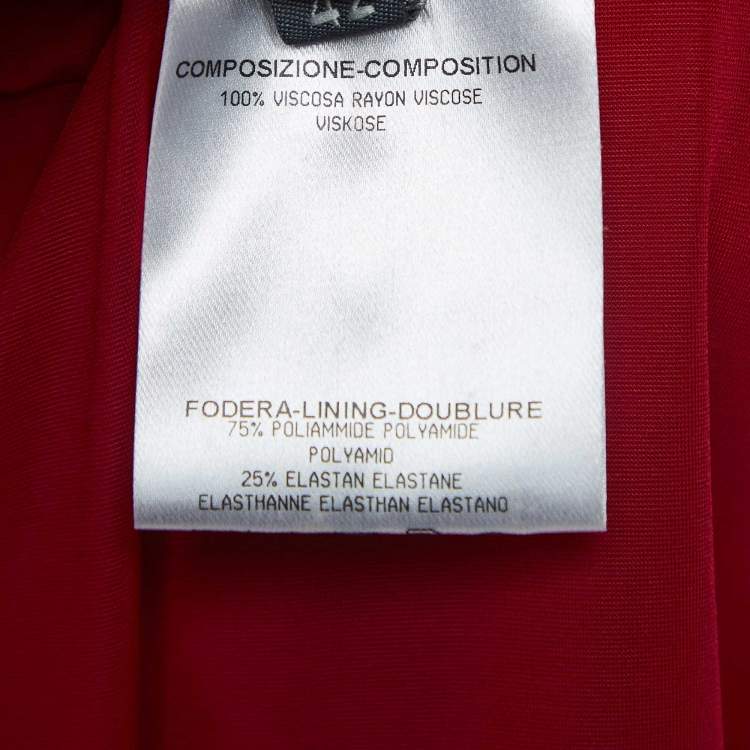 42
COMPOSIZIONE-COMPOSITION
100% VISCOSA RAYON VISCOSE
VISKOSE
FODERA-LINING-DOUBLURE
75% POLIAMMIDE POLYAMIDE
POLYAMID
25% ELASTAN ELASTANE
ELASTHANNE ELASTHAN ELASTANO